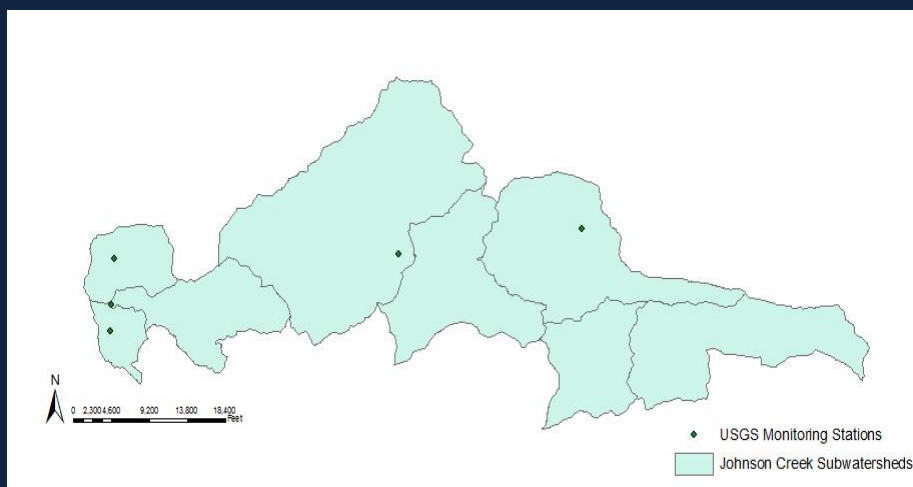 N
0 2,300 4,600 9,200 13,800 18,400
Feet
USGS Monitoring Stations
Johnson Creek Subwatersheds